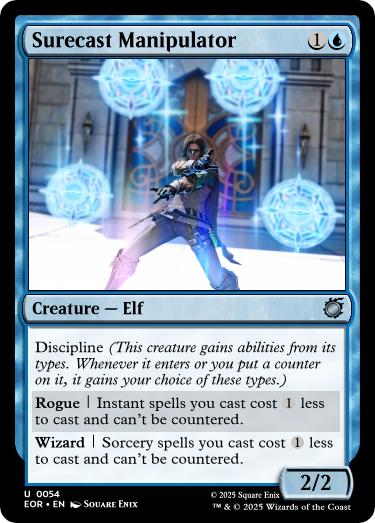 Surecast Manipulator 1
Creature — Elf
Discipline (This creature gains abilities from its
types. Whenever it enters or you put a counter
on it, it gains your choice of these types.)
Rogue | Instant spells you cast cost 1 less
to cast and can't be countered.
Wizard | Sorcery spells you cast cost 1 less
to cast and can't be countered.
2/2
U 0054
EOR • EN SQUARE ENIX
© 2025 Square Enix
™ & © 2025 Wizards of the Coast